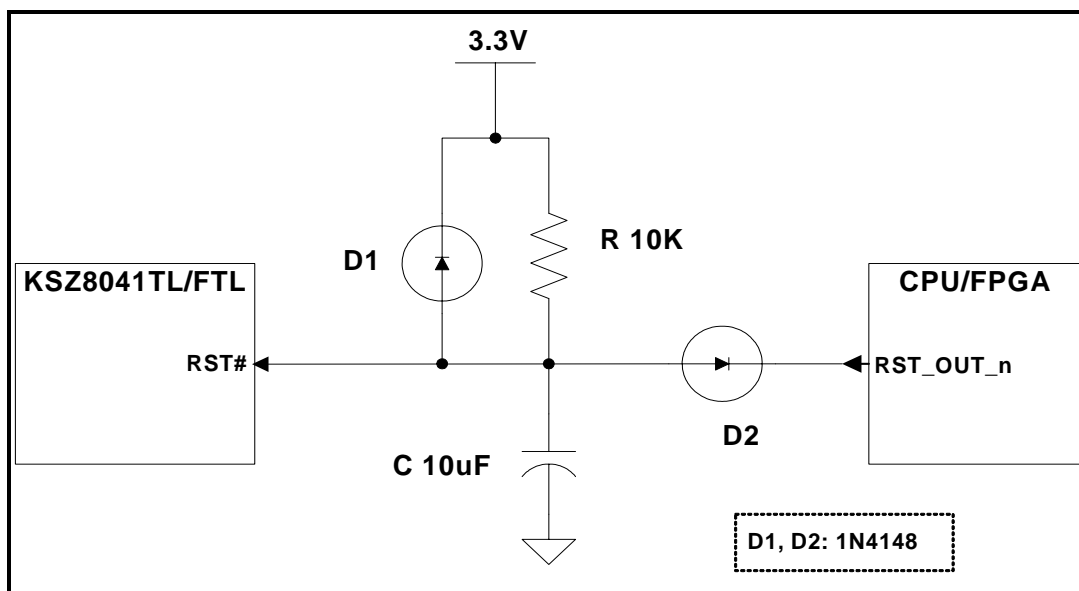 3.3V
D1
R 10K
KSZ8041TL/FTL
CPU/FPGA
RST#
RST_OUT_n
D2
C 10uF
D1, D2: 1N4148